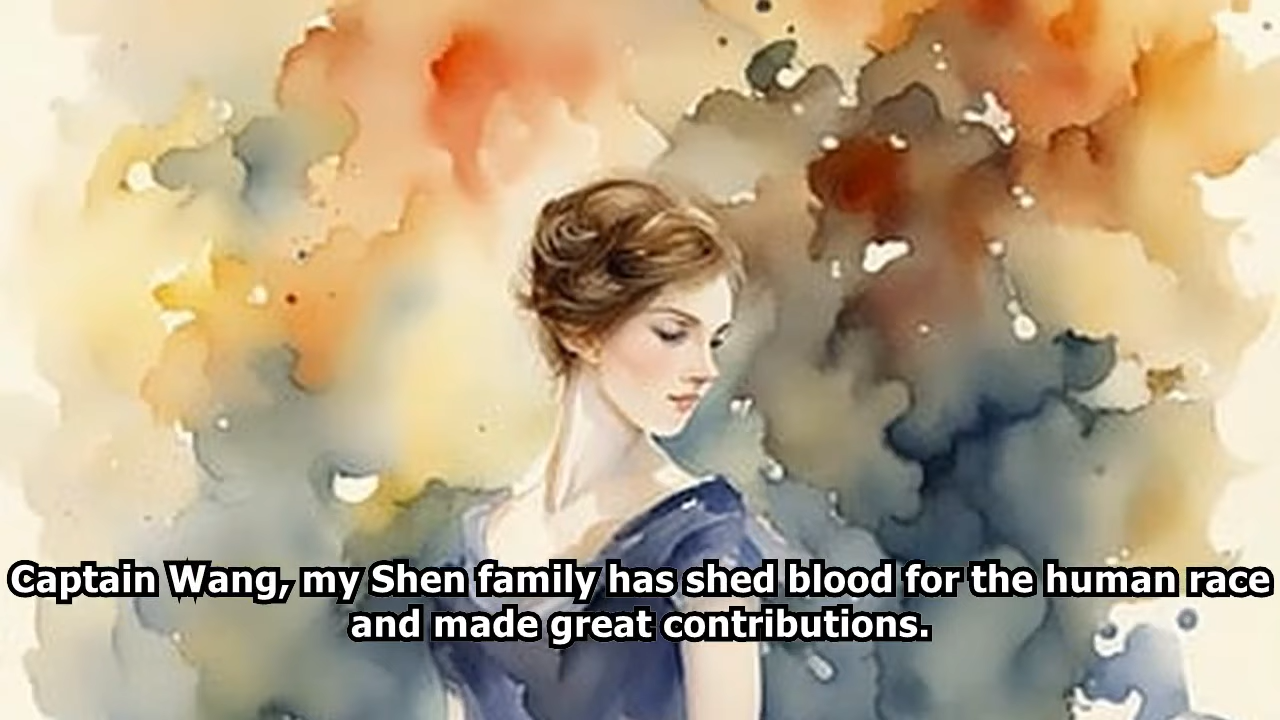 Captain Wang, my Shen family has shed blood for the human race
and made great contributions.